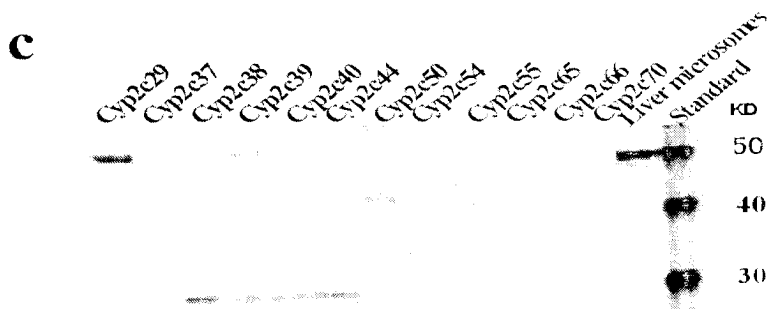 c
Cyp2c29 Cyp2c37 Cyp2c38 Cyp2c39 Cyp2c40 Cyp2c44 Cyp2c50 Cyp2c54 Cyp2c55 Cyp2c65 Cyp2c66 Cyp2c70 Liver microsomes Standard
KD
50
40
30